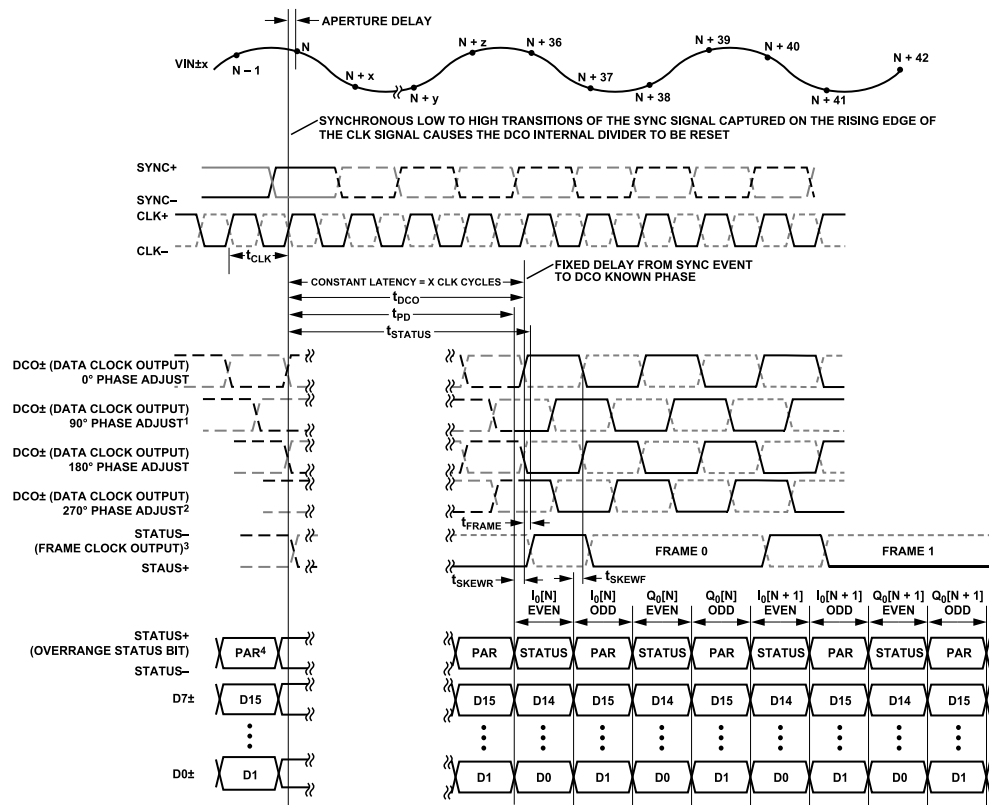 APERTURE DELAY
VIN±x
N – 1
N
N + x
N + y
N + z
N + 36
N + 37
N + 38
N + 39
N + 40
N + 41
N + 42
SYNCHRONOUS LOW TO HIGH TRANSITIONS OF THE SYNC SIGNAL CAPTURED ON THE RISING EDGE OF
THE CLK SIGNAL CAUSES THE DCO INTERNAL DIVIDER TO BE RESET
SYNC+
SYNC–
CLK+
CLK–
tCLK
FIXED DELAY FROM SYNC EVENT
TO DCO KNOWN PHASE
CONSTANT LATENCY = X CLK CYCLES
tDCO
tPD
tSTATUS
DCO± (DATA CLOCK OUTPUT)
0° PHASE ADJUST
DCO± (DATA CLOCK OUTPUT)
90° PHASE ADJUST1
DCO± (DATA CLOCK OUTPUT)
180° PHASE ADJUST
DCO± (DATA CLOCK OUTPUT)
270° PHASE ADJUST2
tFRAME
STATUS–
(FRAME CLOCK OUTPUT)3
STAUS+
FRAME 0
FRAME 1
tSKEWR
tSKEWF
I0[N] I0[N] Q0[N] Q0[N] I0[N + 1] I0[N + 1] Q0[N + 1] Q0[N + 1]
EVEN ODD EVEN ODD EVEN ODD EVEN ODD
STATUS+
(OVERRANGE STATUS BIT)
STATUS–
PAR4 PAR STATUS PAR STATUS PAR STATUS PAR STATUS PAR
D7± D15 D15 D14 D15 D14 D15 D14 D15 D14 D15
D0± D1 D1 D0 D1 D0 D1 D0 D1 D0 D1